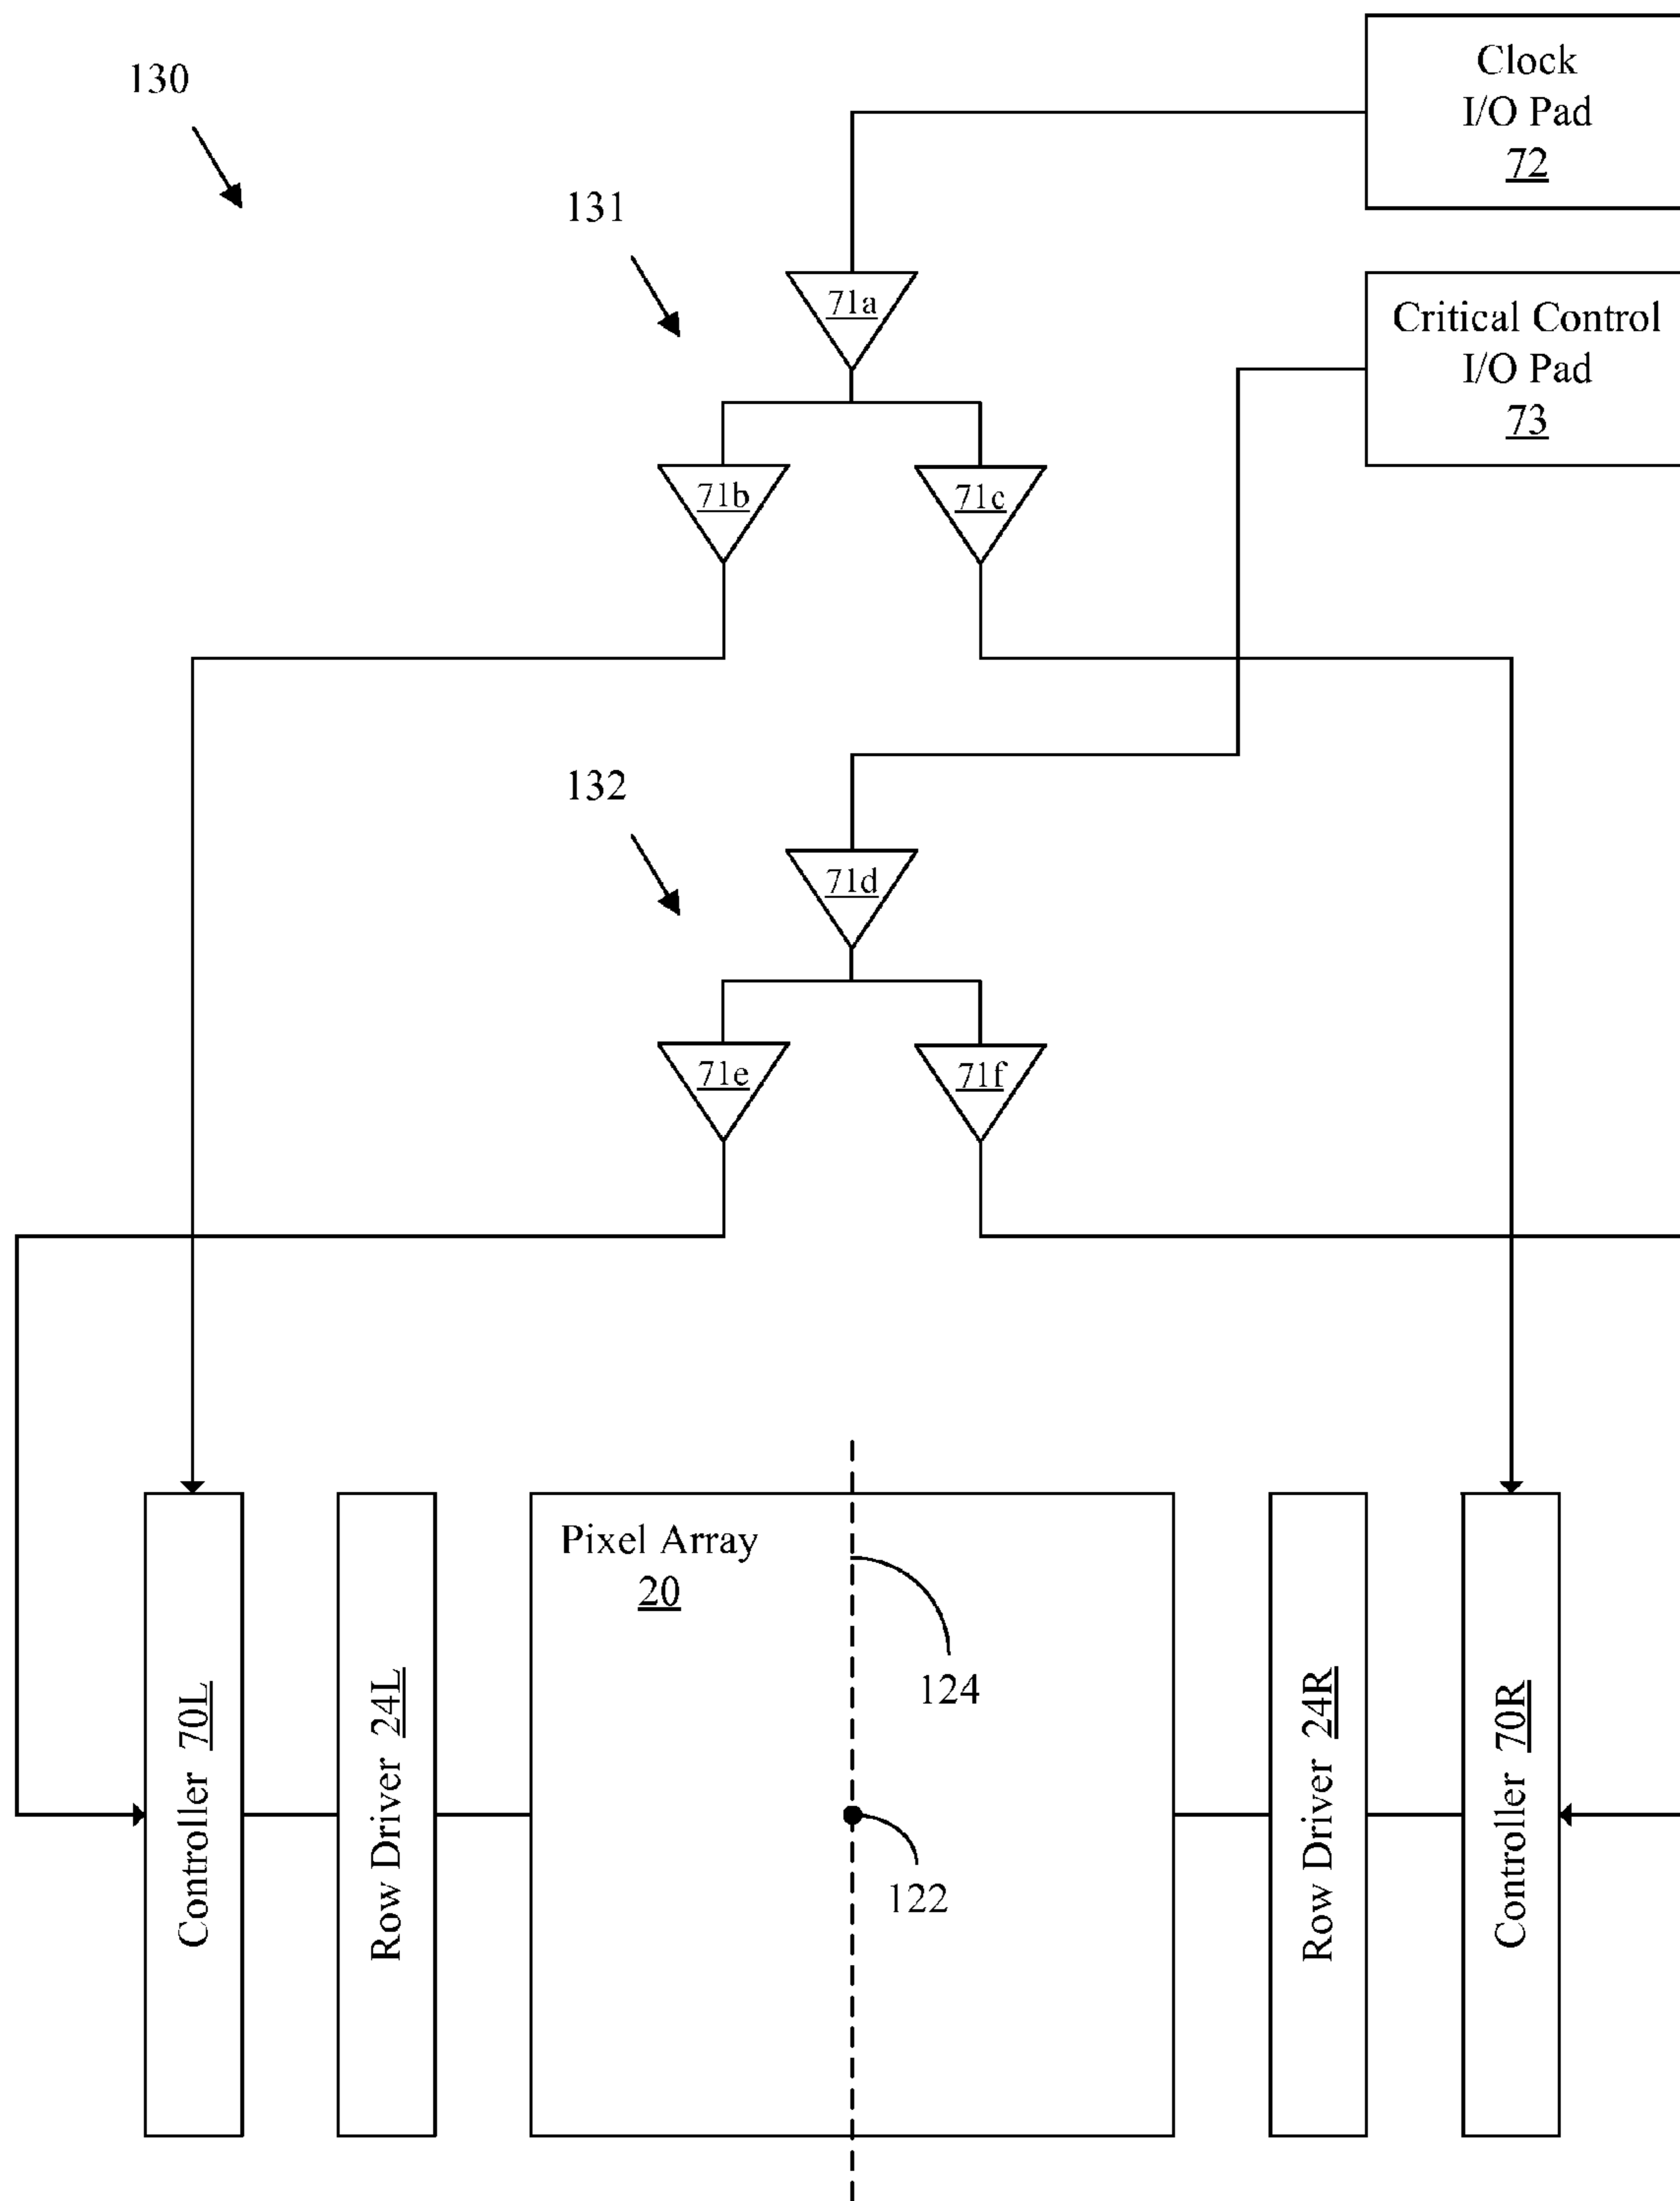 130
Clock
I/O Pad
72
131
71a
Critical Control
I/O Pad
73
71b
71c
132
71d
71e
71f
Pixel Array
20
124
122
Controller 70L
Row Driver 24L
Row Driver 24R
Controller 70R